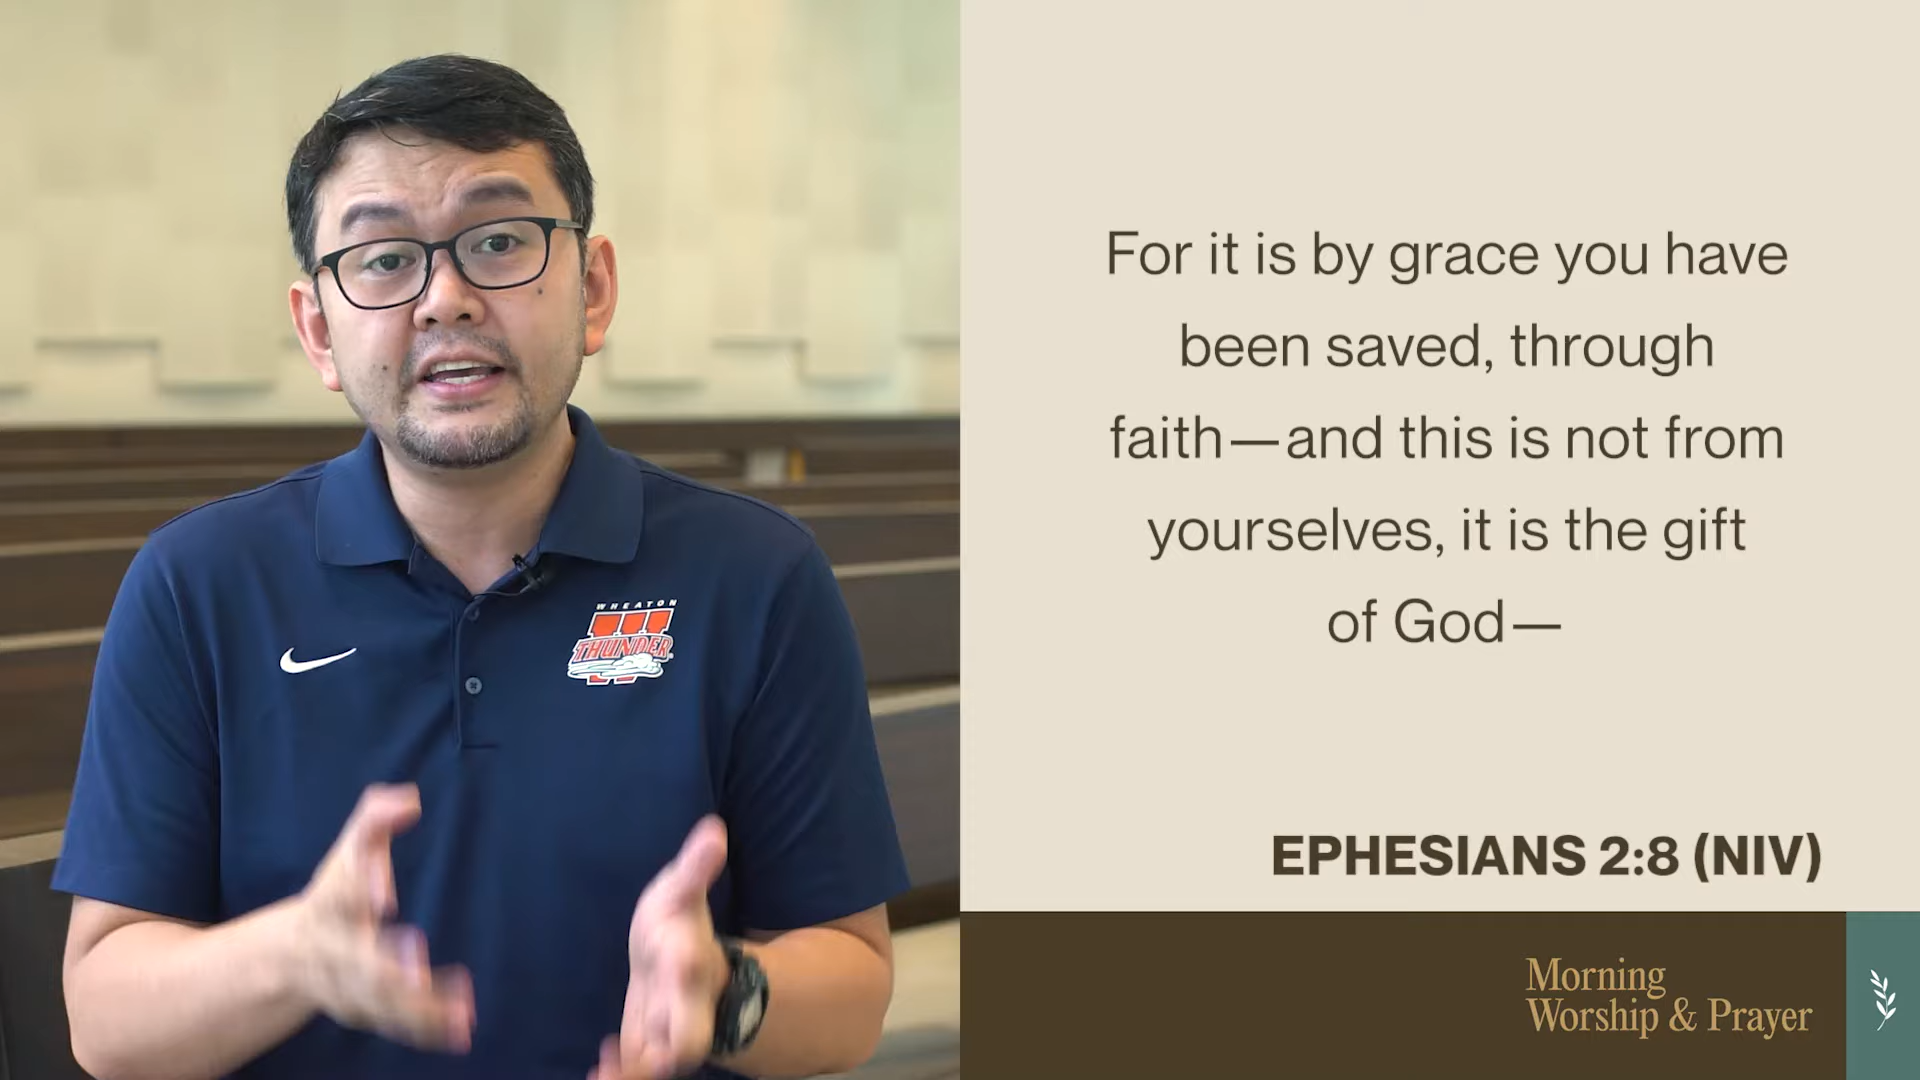 WHEATON
THUNDER
For it is by grace you have
been saved, through
faith—and this is not from
yourselves, it is the gift
of God—
EPHESIANS 2:8 (NIV)
Morning
Worship & Prayer